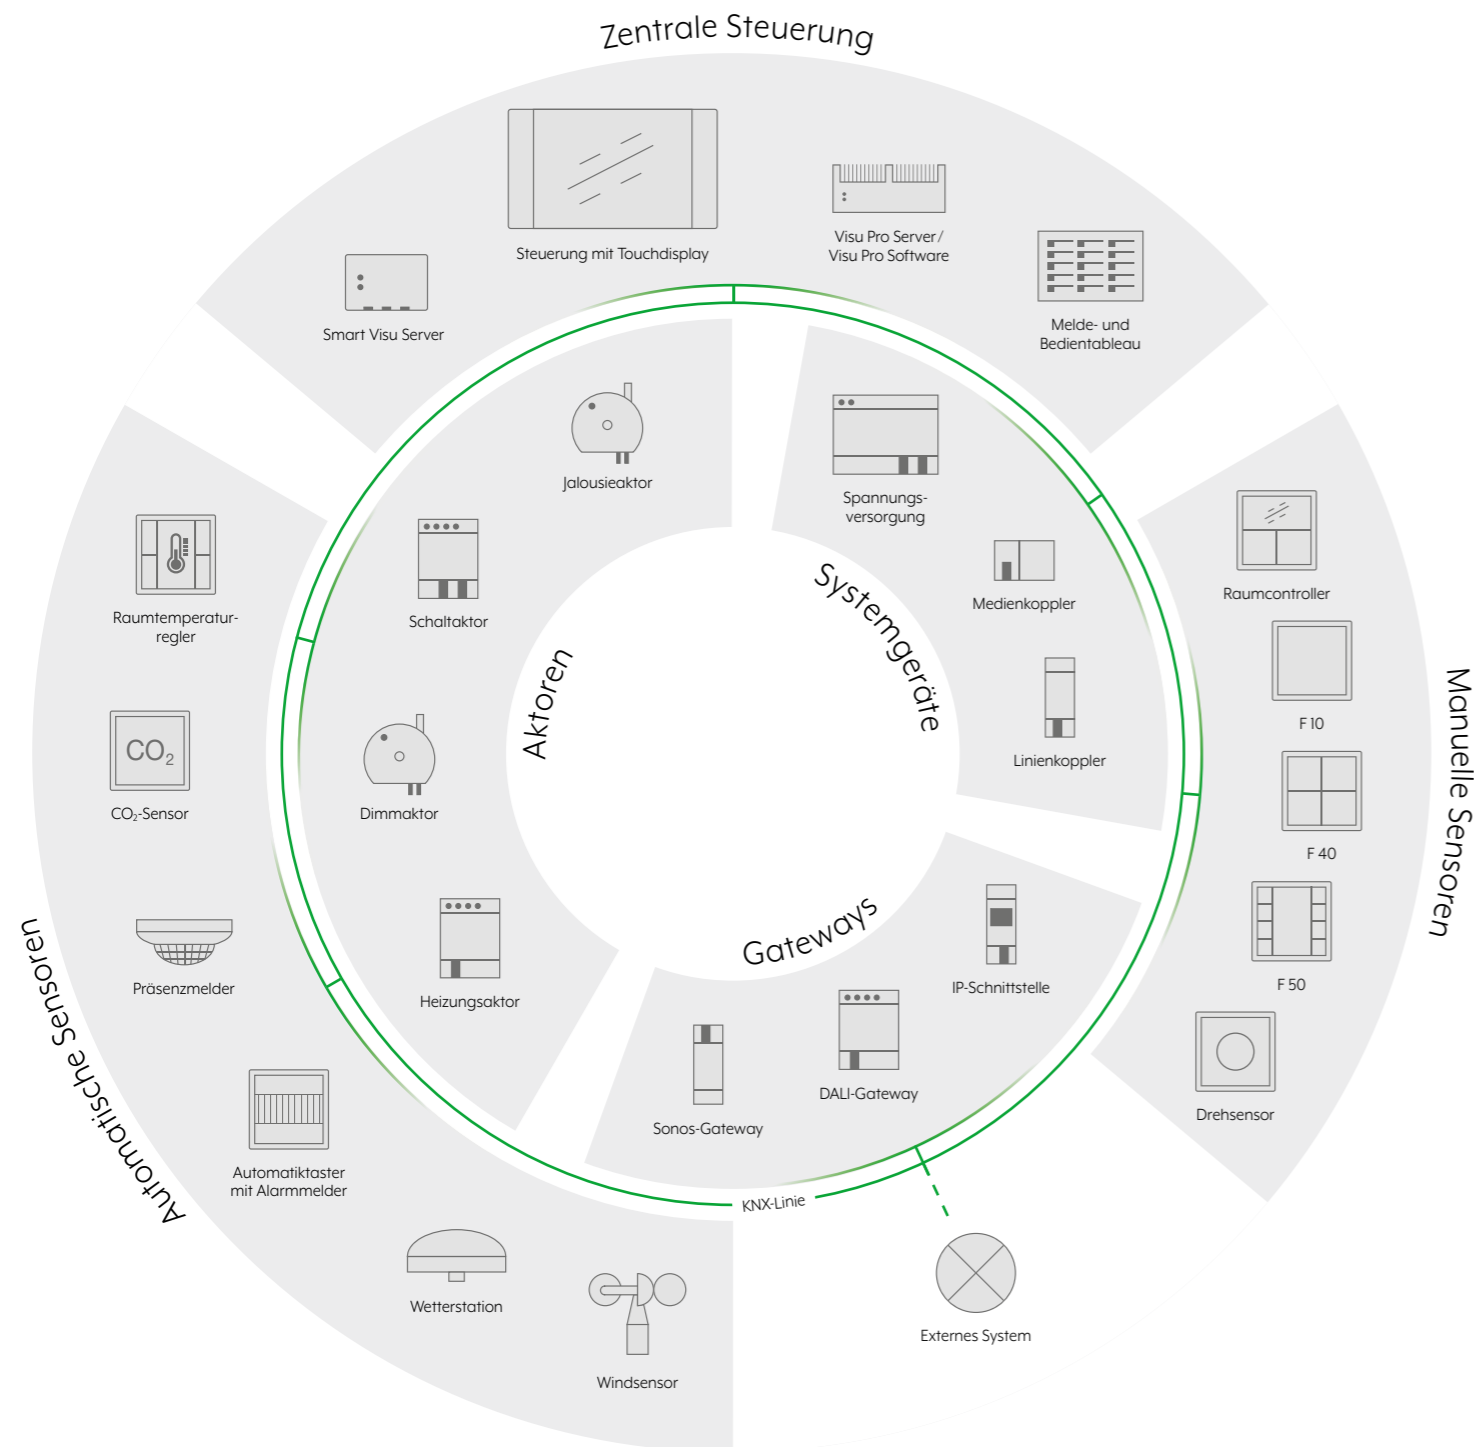 Zentrale Steuerung
Steuerung mit Touchdisplay
Visu Pro Server/
Visu Pro Software
Smart Visu Server
Melde- und
Bedientableau
Jalousieaktor
Schaltaktor
Dimmaktor
Heizungsaktor
Aktoren
Spannungs-
versorgung
Medienkoppler
Linienkoppler
Systemgeräte
Gateways
IP-Schnittstelle
DALI-Gateway
Sonos-Gateway
KNX-Linie
Raumtemperatur-
regler
CO₂
CO₂-Sensor
Präsenzmelder
Automatiktaster
mit Alarmmelder
Wetterstation
Windsensor
Automatische Sensoren
Raumcontroller
F 10
F 40
F 50
Drehsensor
Manuelle Sensoren
Externes System